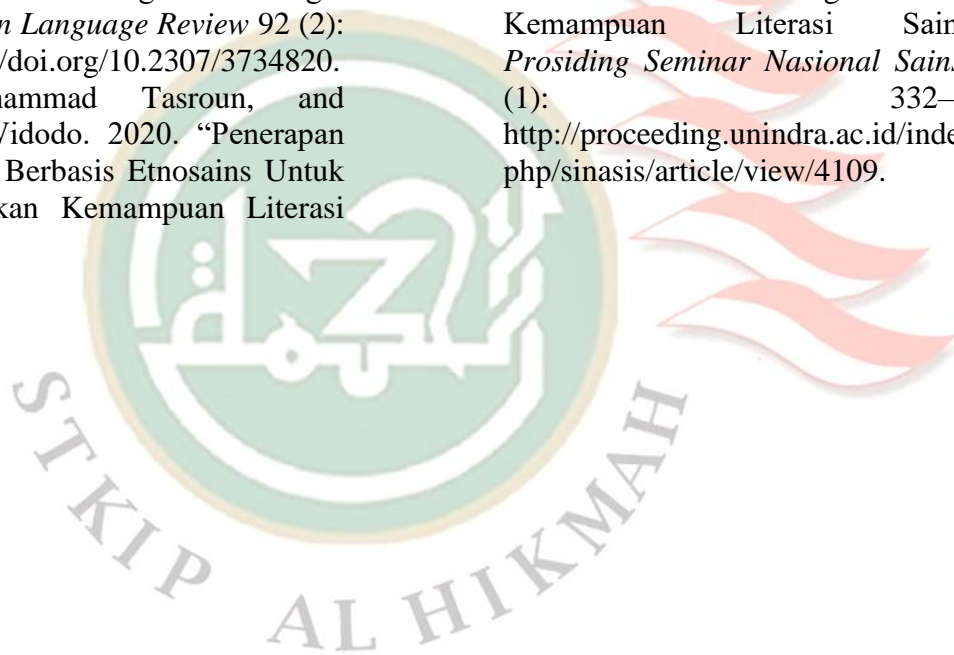 n Language Review 92 (2):
/doi.org/10.2307/3734820.
ammad Tasroun, and
idodo. 2020. “Penerapan
Berbasis Etnosains Untuk
kan Kemampuan Literasi
Kemampuan Literasi Sain
Prosiding Seminar Nasional Sains
(1): 332–
http://proceeding.unindra.ac.id/inde
php/sinasis/article/view/4109.
STKIP AL HIKMAH